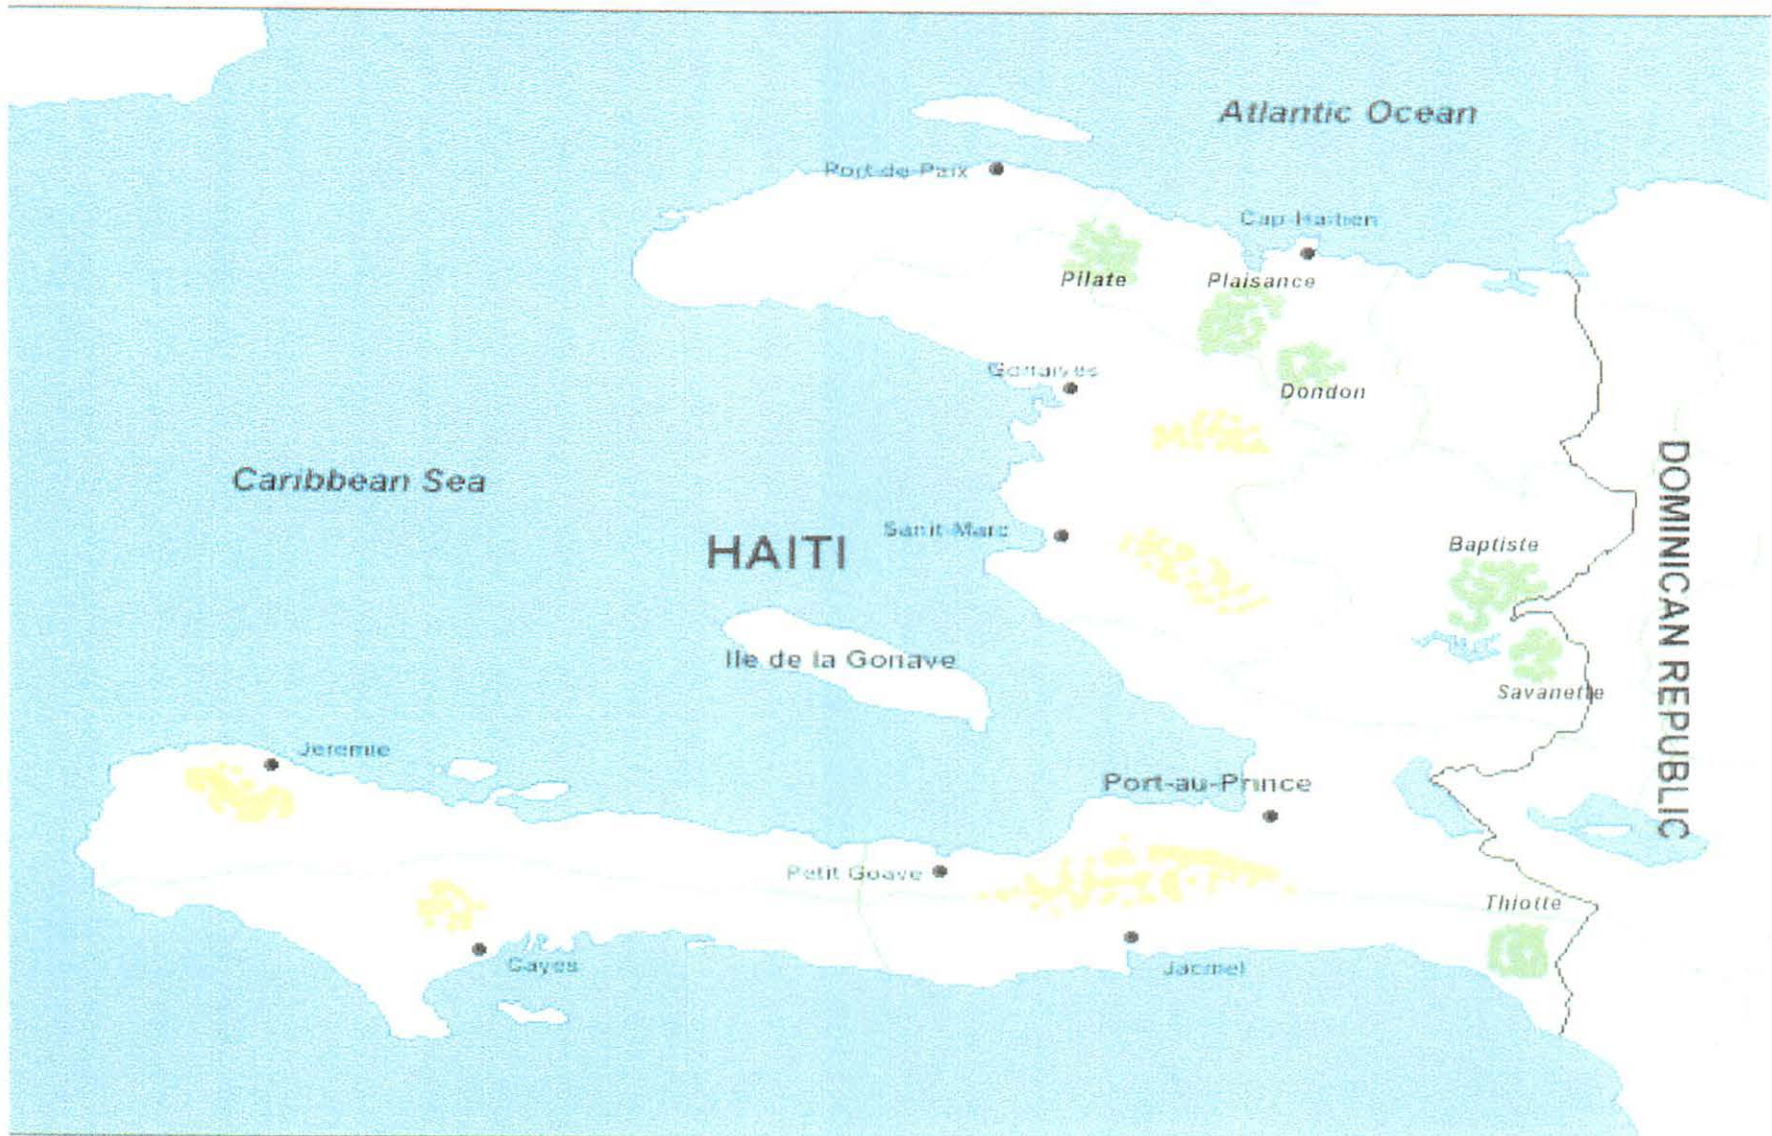 Atlantic Ocean
Port-de-Paix
Cap Haitien
Pilate
Plaisance
Gonaives
Dondon
Caribbean Sea
HAITI
Sanit-Marc
Baptiste
DOMINICAN REPUBLIC
Ile de la Gonave
Savanette
Jeremie
Port-au-Prince
Petit Goave
Thiotte
Cayes
Jacmel